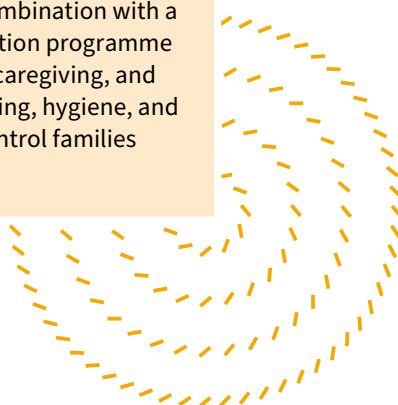 mbination with a
tion programme
caregiving, and
ing, hygiene, and
ntrol families